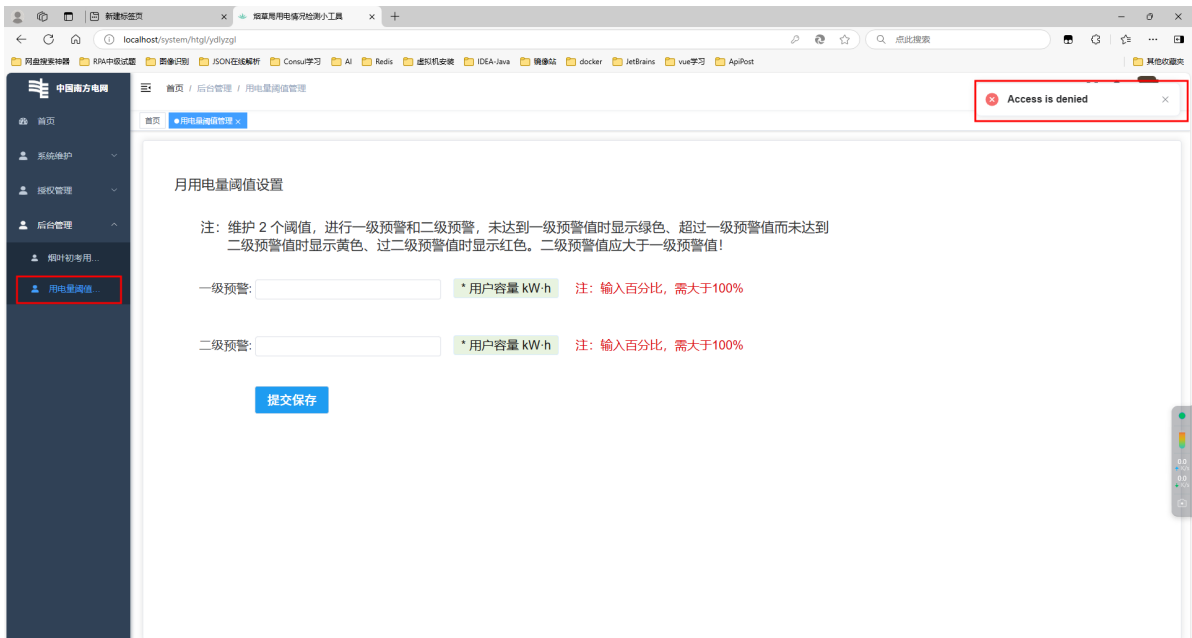 新建标签页
烟草局用电情况检测小工具
localhost/system/htgl/ydlyzgl
点此搜索
网盘搜索神器 RPA中级试题 图像识别 JSON在线解析 Consul学习 AI Redis 虚拟机安装 IDEA-Java 镜像站 docker JetBrains vue学习 ApiPost 其他收藏夹
中国南方电网
首页 / 后台管理 / 用电量阈值管理
Access is denied
首页
首页 用电量阈值管理
系统维护
授权管理
后台管理
烟叶初考用...
用电量阈值...
月用电量阈值设置
注：维护 2 个阈值，进行一级预警和二级预警，未达到一级预警值时显示绿色、超过一级预警值而未达到
二级预警值时显示黄色、过二级预警值时显示红色。二级预警值应大于一级预警值！
一级预警: * 用户容量 kW·h 注：输入百分比，需大于100%
二级预警: * 用户容量 kW·h 注：输入百分比，需大于100%
提交保存
0.0
0.0